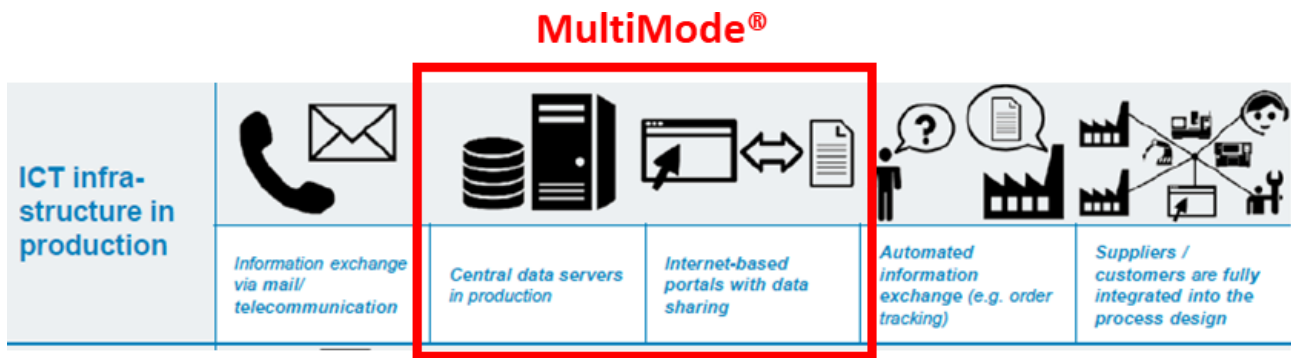 MultiMode®
ICT infra-
structure in
production
Information exchange
via mail/
telecommunication
Central data servers
in production
Internet-based
portals with data
sharing
Automated
information
exchange (e.g. order
tracking)
Suppliers /
customers are fully
integrated into the
process design
?